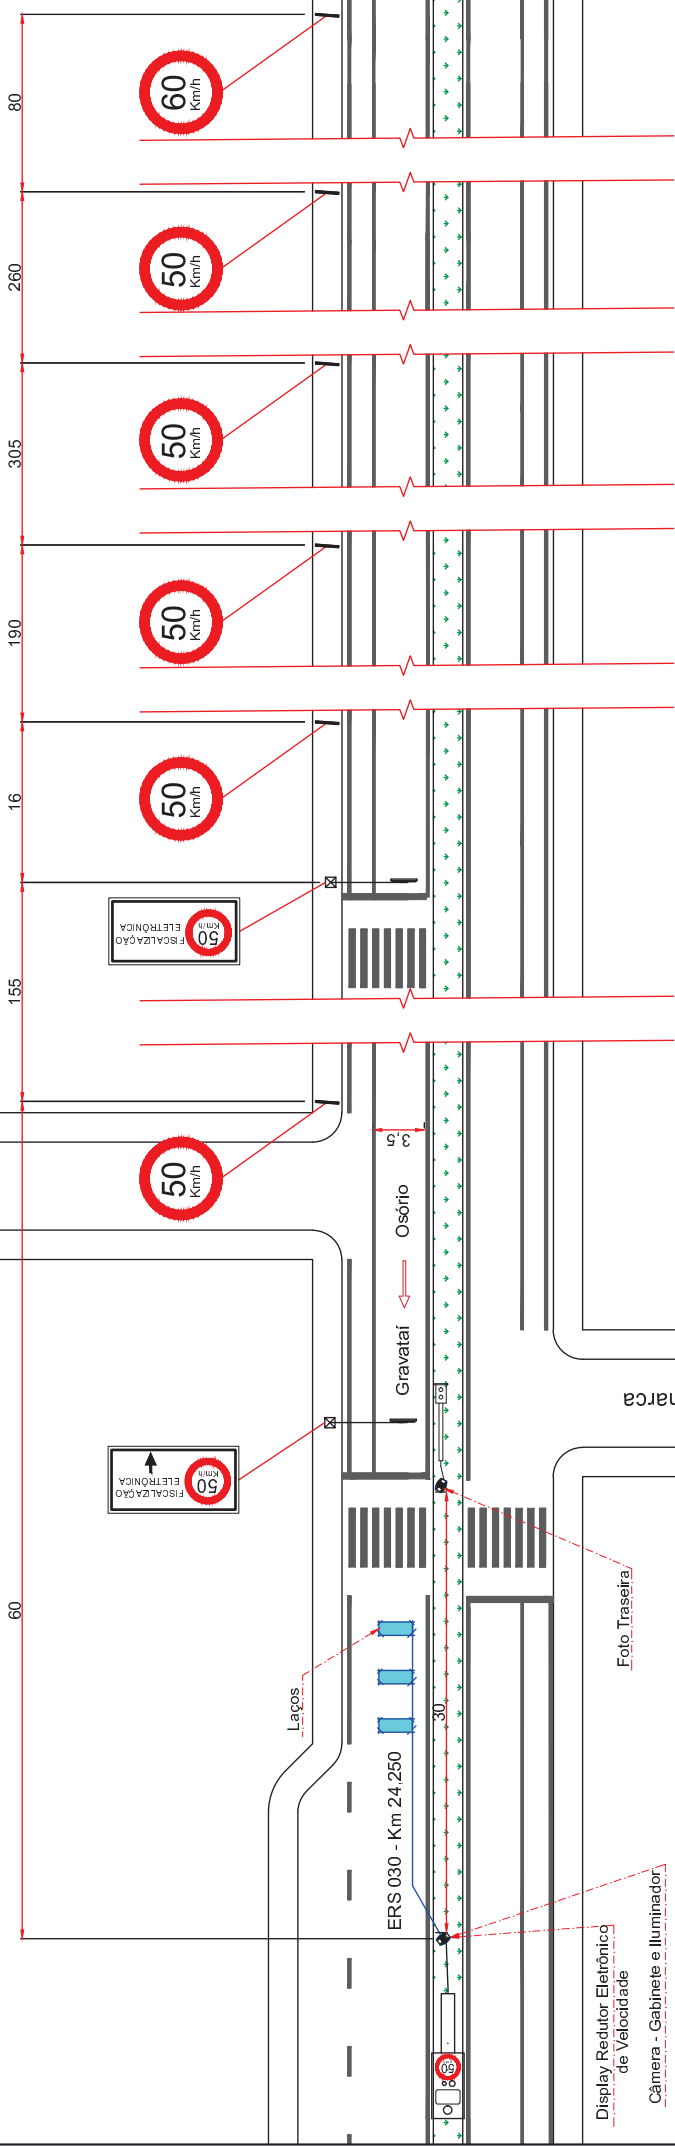 80
260
305
190
16
155
60
60
Km/h
50
Km/h
50
Km/h
50
Km/h
50
Km/h
FISCALIZAÇÃO
ELETRÔNICA
50
Km/h
50
Km/h
3,5
Gravataí
Osório
FISCALIZAÇÃO
ELETRÔNICA
50
Km/h
Laços
30
ERS 030 - Km 24,250
Foto Traseira
Display Redutor Eletrônico
de Velocidade
Câmera - Gabinete e Iluminador
50